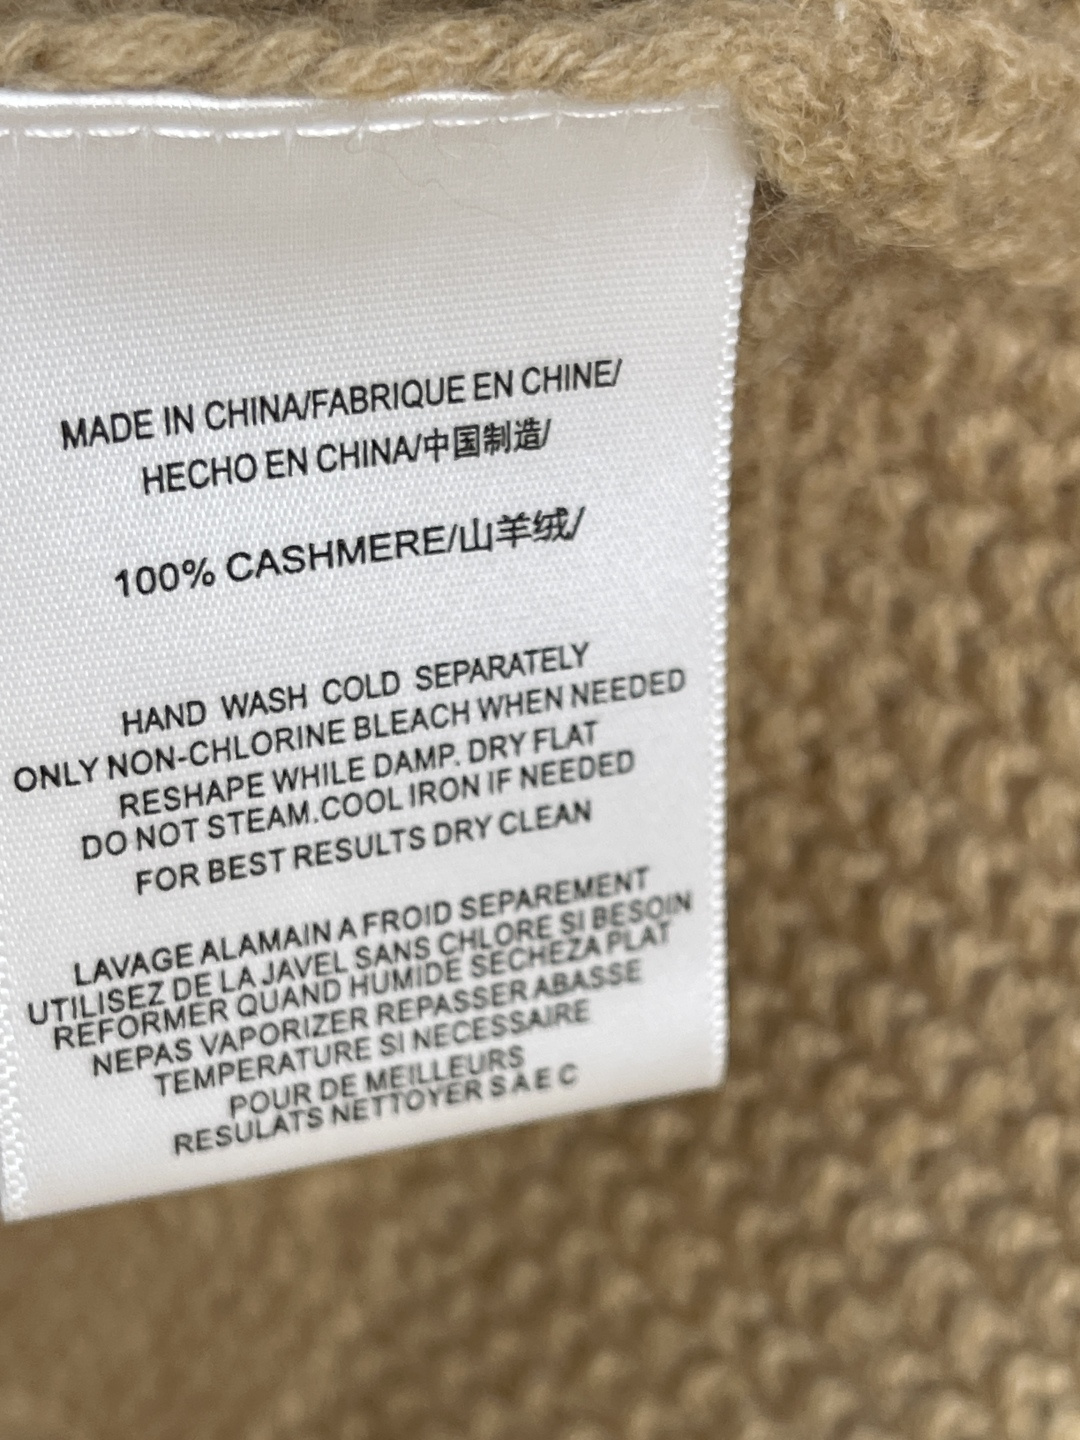 MADE IN CHINA/FABRIQUE EN CHINE/
HECHO EN CHINA/中国制造/
100% CASHMERE/山羊绒/
HAND WASH COLD SEPARATELY
ONLY NON-CHLORINE BLEACH WHEN NEEDED
RESHAPE WHILE DAMP. DRY FLAT
DO NOT STEAM.COOL IRON IF NEEDED
FOR BEST RESULTS DRY CLEAN
LAVAGE ALAMAIN A FROID SEPAREMENT
UTILISEZ DE LA JAVEL SANS CHLORE SI BESOIN
REFORMER QUAND HUMIDE SECHEZA PLAT
NEPAS VAPORIZER REPASSER ABASSE
TEMPERATURE SI NECESSAIRE
POUR DE MEILLEURS
RESULATS NETTOYER S A E C